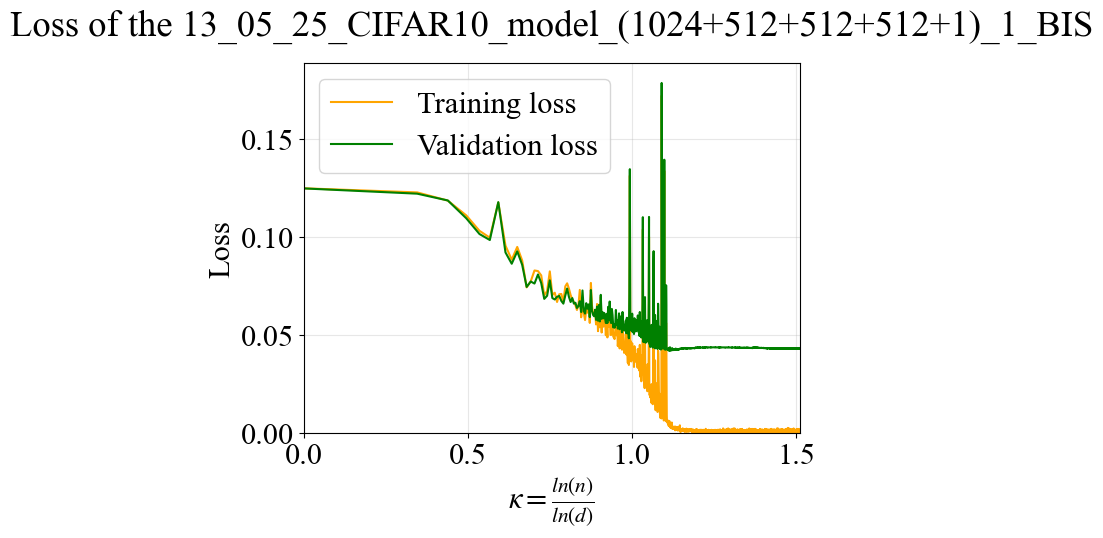 Loss of the 13_05_25_CIFAR10_model_(1024+512+512+512+1)_1_BIS
Training loss
Validation loss
Loss
0.15
0.10
0.05
0.00
0.0 0.5 1.0 1.5
κ = ln(n)/ln(d)